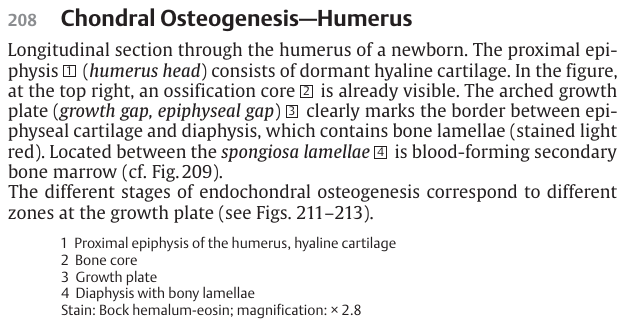 208 Chondral Osteogenesis—Humerus
Longitudinal section through the humerus of a newborn. The proximal epi-
physis 1 (humerus head) consists of dormant hyaline cartilage. In the figure,
at the top right, an ossification core 2 is already visible. The arched growth
plate (growth gap, epiphyseal gap) 3 clearly marks the border between epi-
physeal cartilage and diaphysis, which contains bone lamellae (stained light
red). Located between the spongiosa lamellae 4 is blood-forming secondary
bone marrow (cf. Fig. 209).
The different stages of endochondral osteogenesis correspond to different
zones at the growth plate (see Figs. 211–213).
1 Proximal epiphysis of the humerus, hyaline cartilage
2 Bone core
3 Growth plate
4 Diaphysis with bony lamellae
Stain: Bock hemalum-eosin; magnification: × 2.8